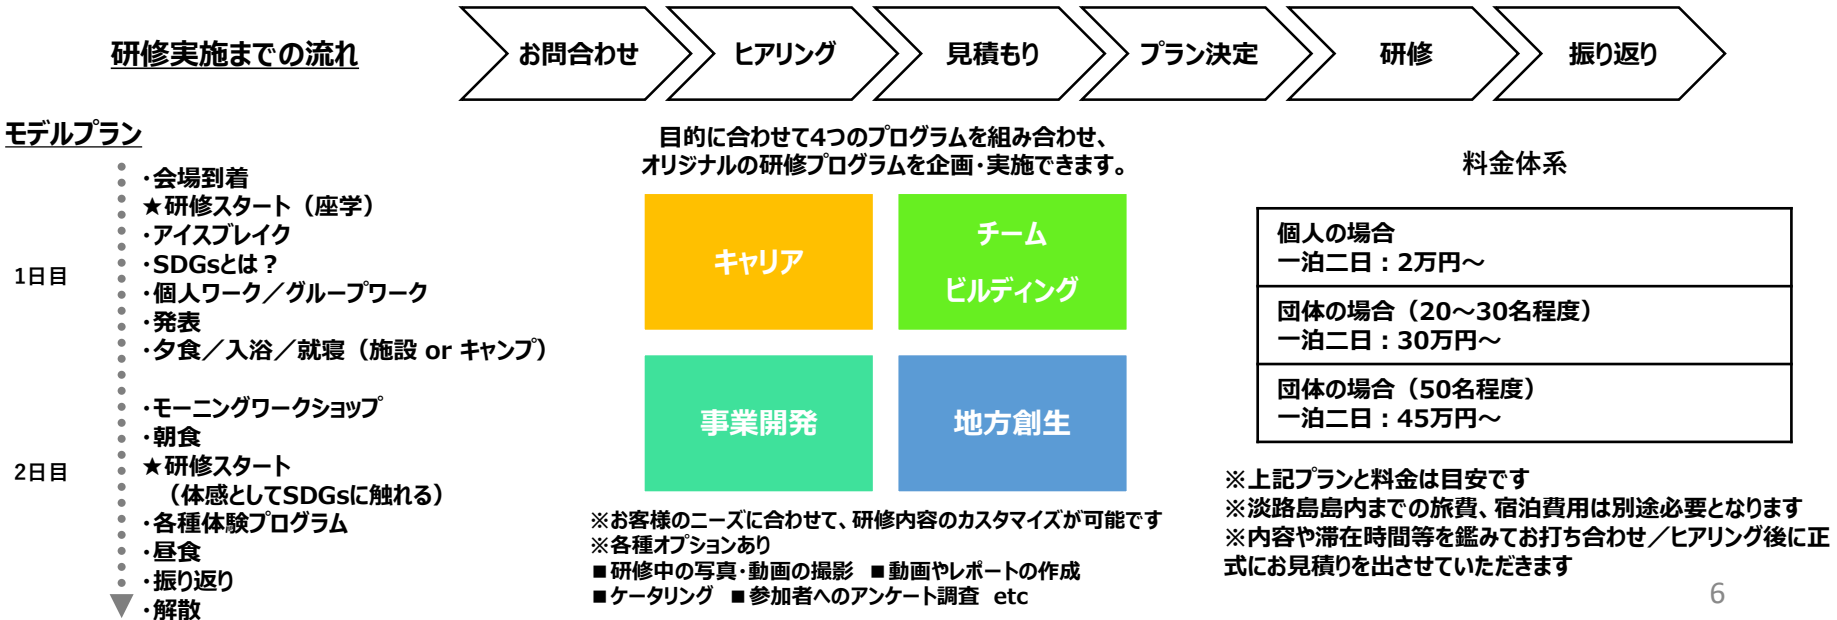 研修実施までの流れ
お問合わせ
ヒアリング
見積もり
プラン決定
研修
振り返り
モデルプラン
1日目
・会場到着
★研修スタート（座学）
・アイスブレイク
・SDGsとは？
・個人ワーク／グループワーク
・発表
・夕食／入浴／就寝（施設 or キャンプ）
2日目
・モーニングワークショップ
・朝食
★研修スタート
（体感としてSDGsに触れる）
・各種体験プログラム
・昼食
・振り返り
・解散
目的に合わせて4つのプログラムを組み合わせ、
オリジナルの研修プログラムを企画・実施できます。
キャリア
チーム
ビルディング
事業開発
地方創生
※お客様のニーズに合わせて、研修内容のカスタマイズが可能です
※各種オプションあり
■研修中の写真・動画の撮影 ■動画やレポートの作成
■ケータリング ■参加者へのアンケート調査 etc
料金体系
個人の場合
一泊二日：2万円～
団体の場合（20～30名程度）
一泊二日：30万円～
団体の場合（50名程度）
一泊二日：45万円～
※上記プランと料金は目安です
※淡路島島内までの旅費、宿泊費用は別途必要となります
※内容や滞在時間等を鑑みてお打ち合わせ／ヒアリング後に正
式にお見積りを出させていただきます
6